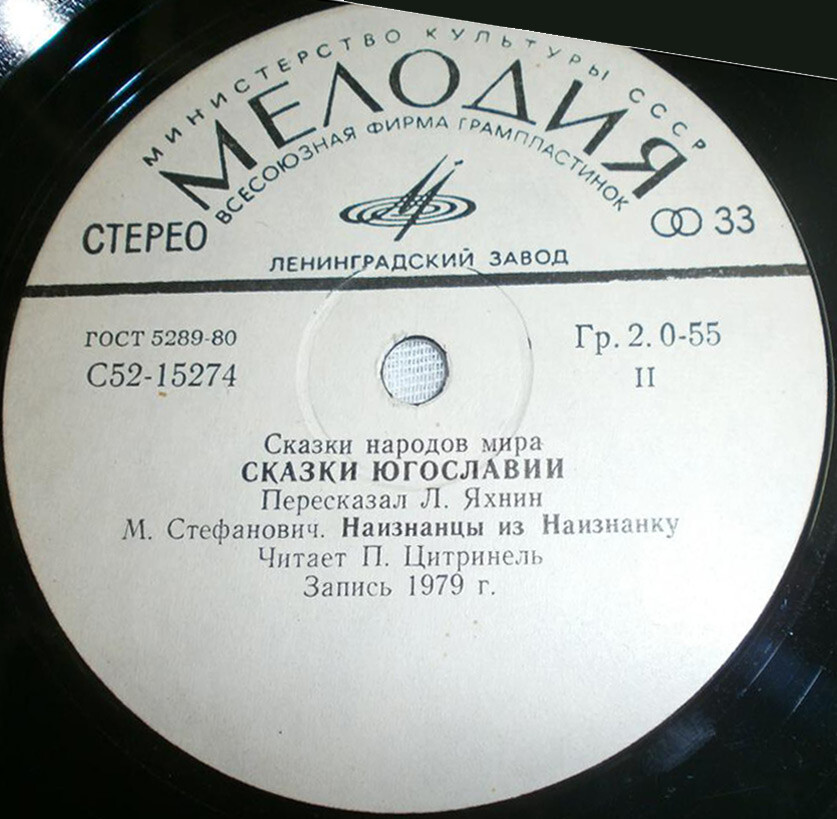 МИНИСТЕРСТВО КУЛЬТУРЫ СССР
МЕЛОДИЯ
ВСЕСОЮЗНАЯ ФИРМА ГРАМПЛАСТИНОК
СТЕРЕО
33
ЛЕНИНГРАДСКИЙ ЗАВОД
ГОСТ 5289-80
Гр. 2. 0-55
С52-15274
II
Сказки народов мира
СКАЗКИ ЮГОСЛАВИИ
Пересказал Л. Яхнин
М. Стефанович. Наизнанцы из Наизнанку
Читает П. Цитринель
Запись 1979 г.